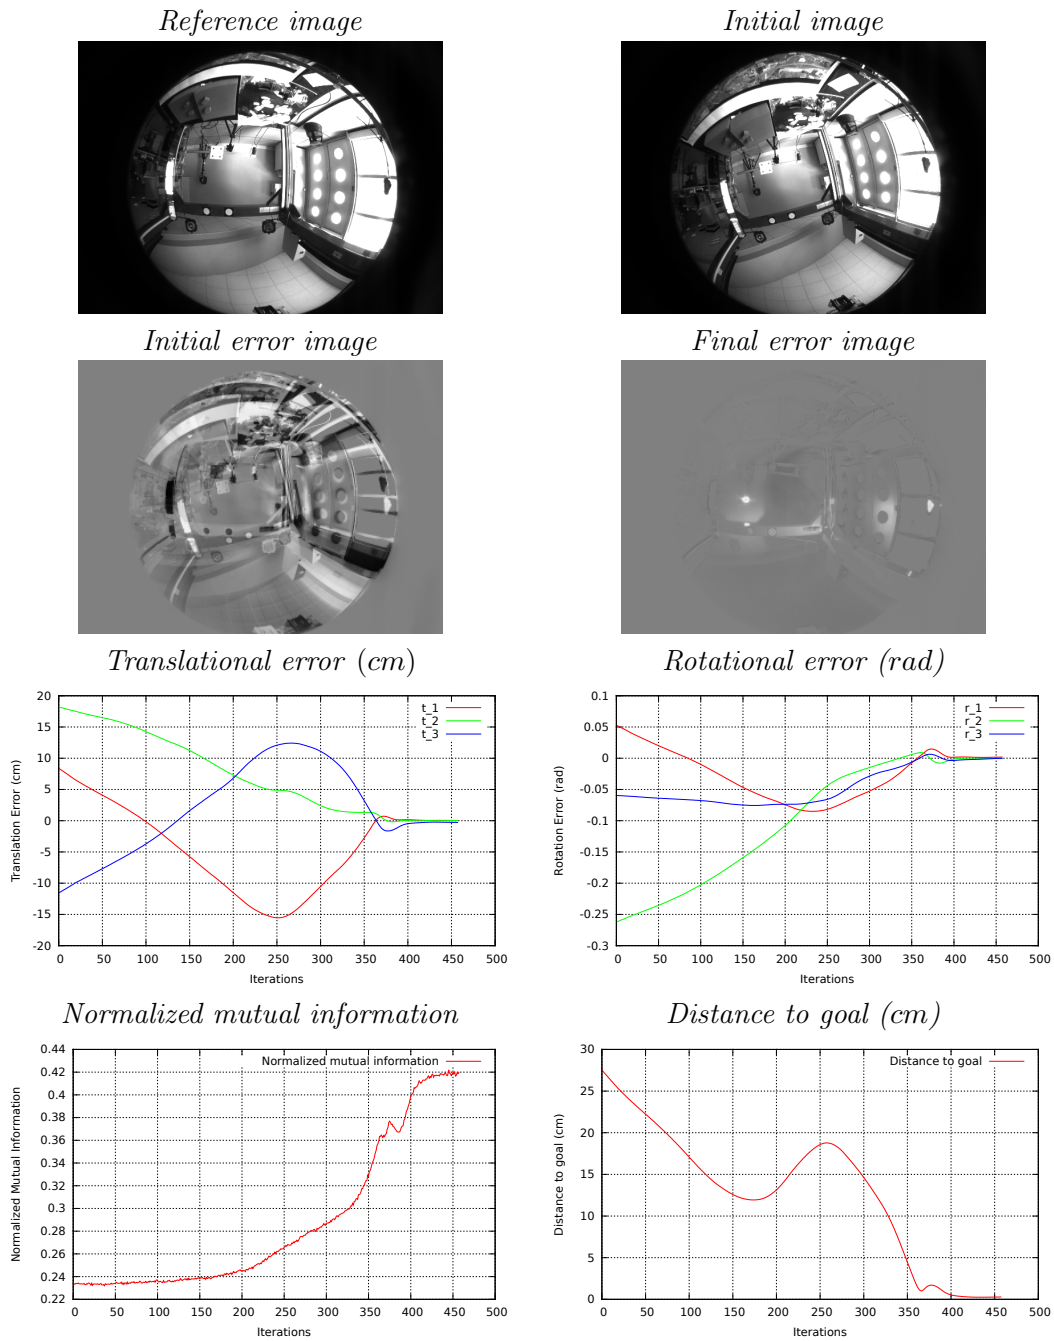 Reference image
Initial image
Initial error image
Final error image
Translational error (cm)
Rotational error (rad)
20
15
10
5
0
-5
-10
-15
-20
0 50 100 150 200 250 300 350 400 450 500
Translation Error (cm)
Iterations
t_1
t_2
t_3
0.1
0.05
0
-0.05
-0.1
-0.15
-0.2
-0.25
-0.3
0 50 100 150 200 250 300 350 400 450 500
Rotation Error (rad)
Iterations
r_1
r_2
r_3
Normalized mutual information
Distance to goal (cm)
0.44
0.42
0.4
0.38
0.36
0.34
0.32
0.3
0.28
0.26
0.24
0.22
0 50 100 150 200 250 300 350 400 450 500
Normalized Mutual Information
Iterations
Normalized mutual information
30
25
20
15
10
5
0
0 50 100 150 200 250 300 350 400 450 500
Distance to goal (cm)
Iterations
Distance to goal